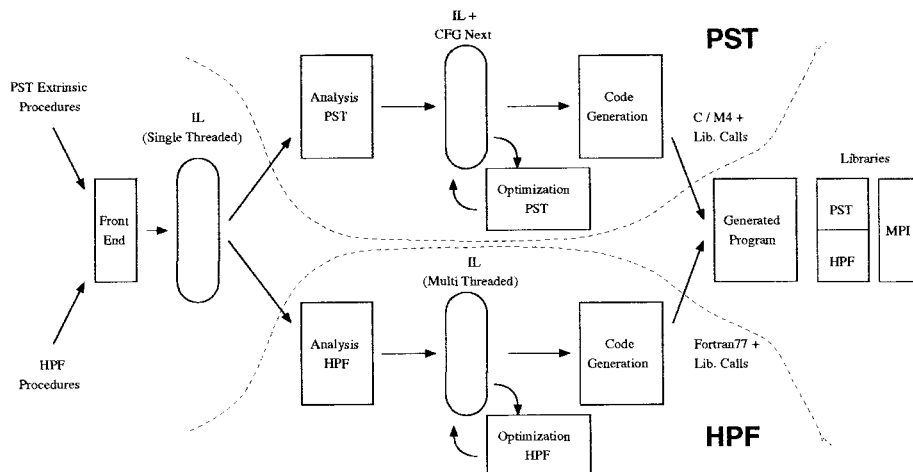 IL +
CFG Next
PST
PST Extrinsic
Procedures
IL
(Single Threaded)
Analysis
PST
Code
Generation
C / M4 +
Lib. Calls
Optimization
PST
Libraries
Front
End
Generated
Program
PST
HPF
MPI
IL
(Multi Threaded)
HPF
Procedures
Analysis
HPF
Code
Generation
Fortran77 +
Lib. Calls
Optimization
HPF
HPF